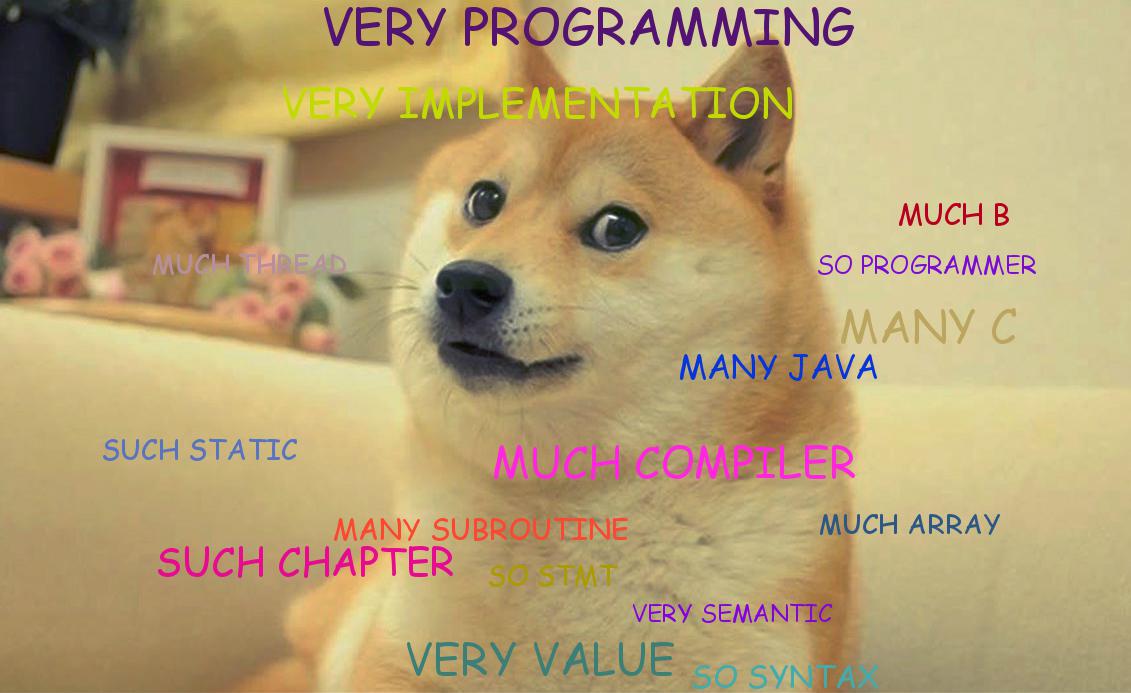 VERY PROGRAMMING
VERY IMPLEMENTATION
MUCH B
MUCH THREAD
SO PROGRAMMER
MANY C
MANY JAVA
SUCH STATIC
MUCH COMPILER
MANY SUBROUTINE
MUCH ARRAY
SUCH CHAPTER
SO STMT
VERY SEMANTIC
VERY VALUE
SO SYNTAX